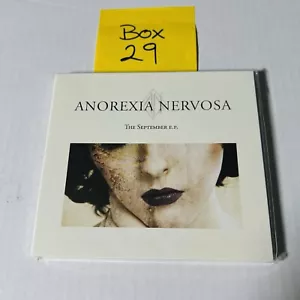 Box
29
ANOREXIA NERVOSA
THE SEPTEMBER E.P.